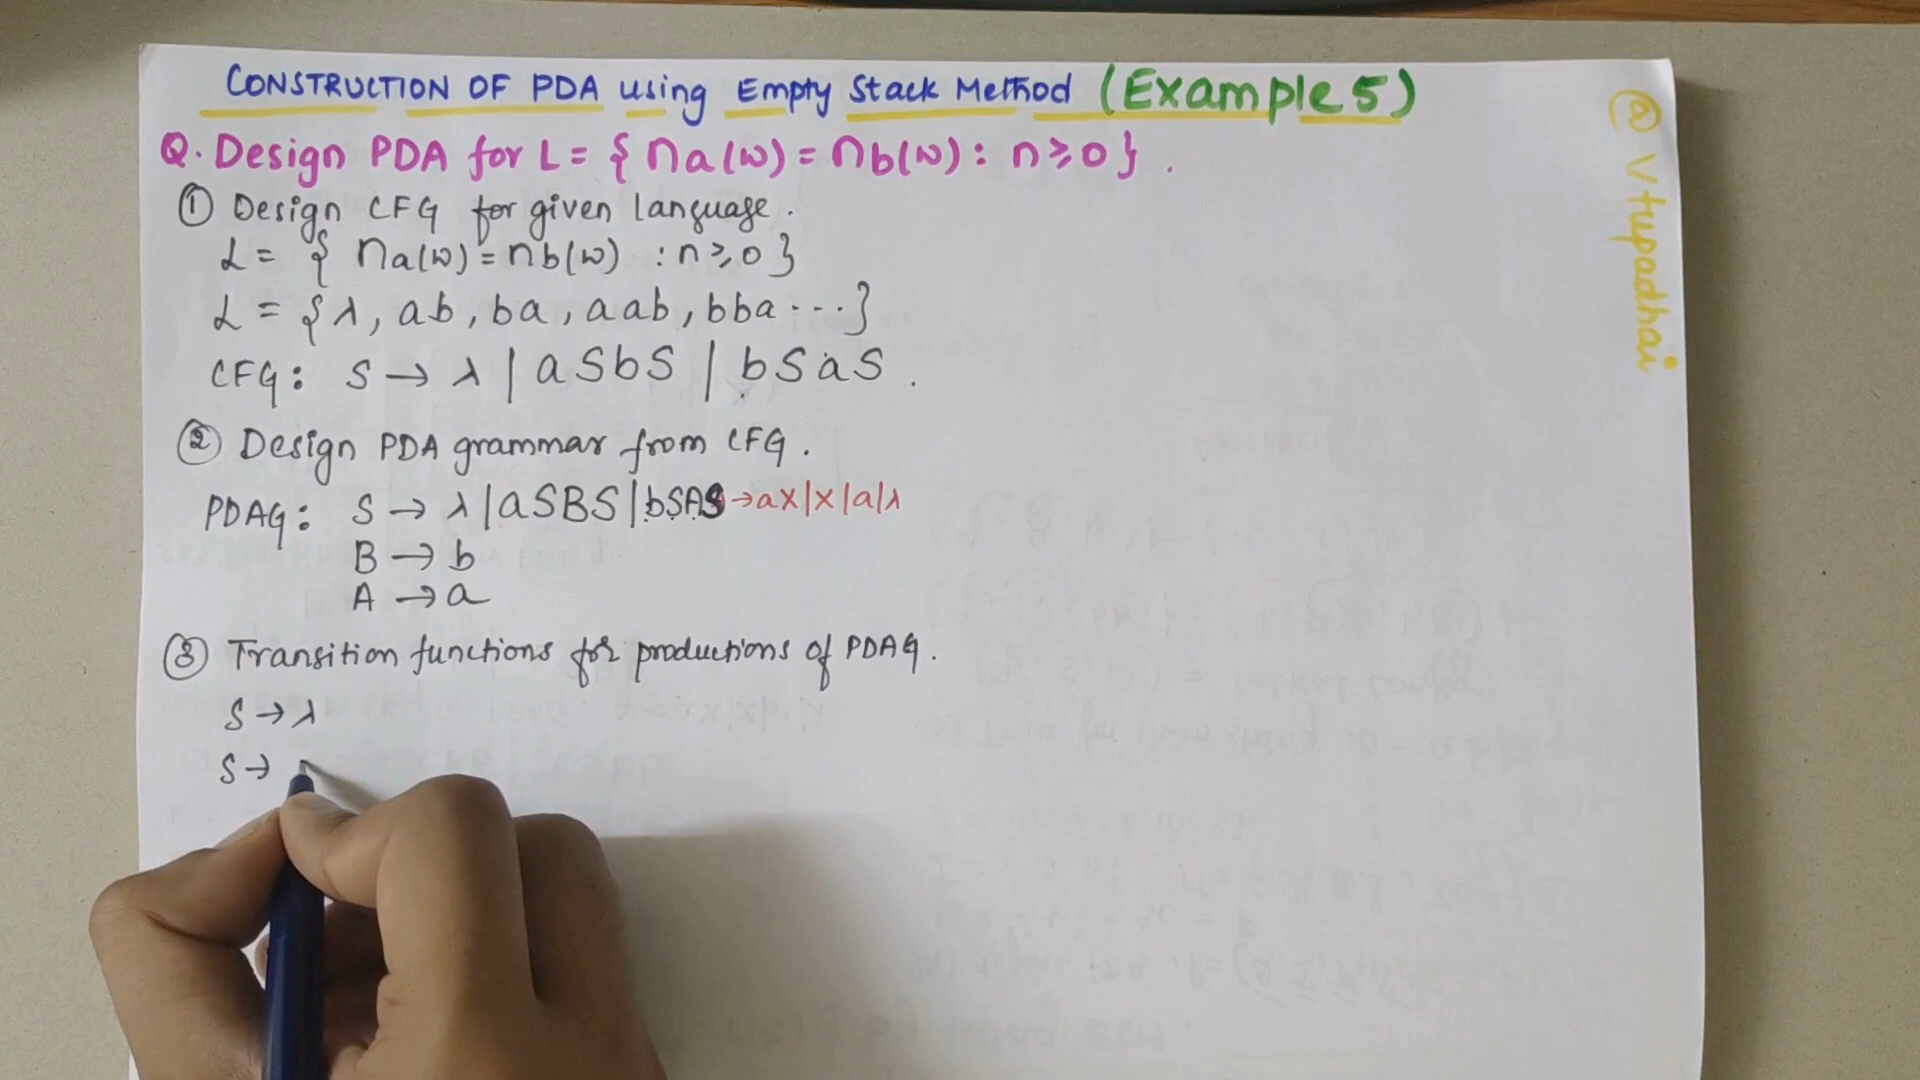 CONSTRUCTION OF PDA using Empty Stack Method (Example 5)
Q. Design PDA for L = { na(w) = nb(w) : n ≥ 0 } .
① Design CFG for given language .
L = { na(w) = nb(w) : n ≥ 0 }
L = { λ, ab, ba, aab, bba ... }
CFG : S → λ | aSbS | bSaS .
② Design PDA grammar from CFG .
PDAG : S → λ | aSBS | bSAS → ax|x|a|λ
B → b
A → a
③ Transition functions for productions of PDAG .
S → λ
S →
@ Vtupadhai